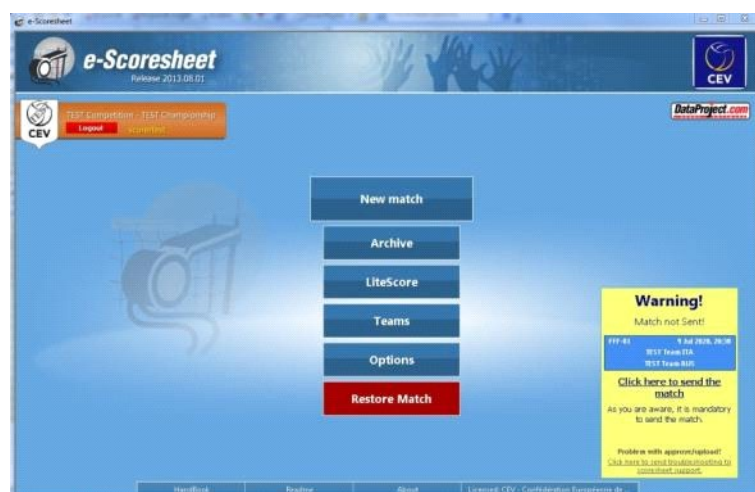 e-Scoresheet
e-Scoresheet
Release 2013.08.01
CEV
CEV
TEST Competition - TEST Championship
Logout
scorertest
DataProject.com
New match
Archive
LiteScore
Teams
Options
Restore Match
Warning!
Match not Sent!
9 Jul 2020, 20:30
TEST Team ITA
TEST Team RUS
Click here to send the
match
As you are aware, it is mandatory
to send the match.
Problem with approve/upload?
Click here to send troubleshooting to
scoresheet support.
HandBook
Readme
About
Licensed: CEV - Confédération Européenne de ...